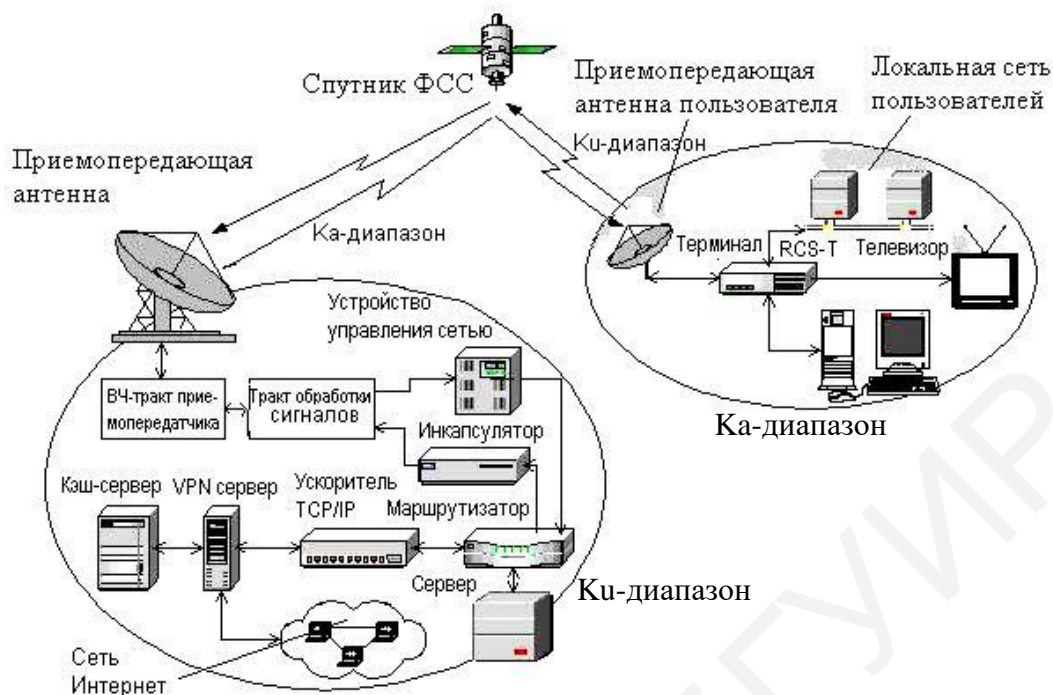 Спутник ФСС
Приемопередающая
антенна пользователя
Локальная сеть
пользователей
Ku-диапазон
Приемопередающая
антенна
Ка-диапазон
Терминал
RCS-T
Телевизор
Устройство
управления сетью
ВЧ-тракт прие-
мопередатчика
Тракт обработки
сигналов
Инкапсулятор
Ка-диапазон
Кэш-сервер
VPN сервер
Ускоритель
TCP/IP
Маршрутизатор
Сервер
Ku-диапазон
Сеть
Интернет
ГУИР